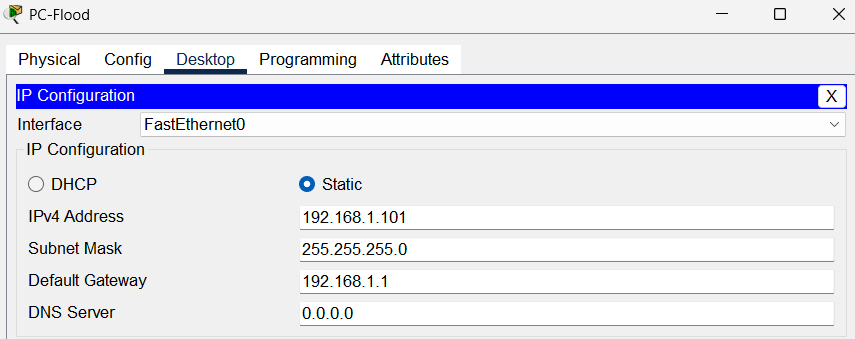 PC-Flood
Physical Config Desktop Programming Attributes
IP Configuration X
Interface FastEthernet0
IP Configuration
DHCP Static
IPv4 Address 192.168.1.101
Subnet Mask 255.255.255.0
Default Gateway 192.168.1.1
DNS Server 0.0.0.0